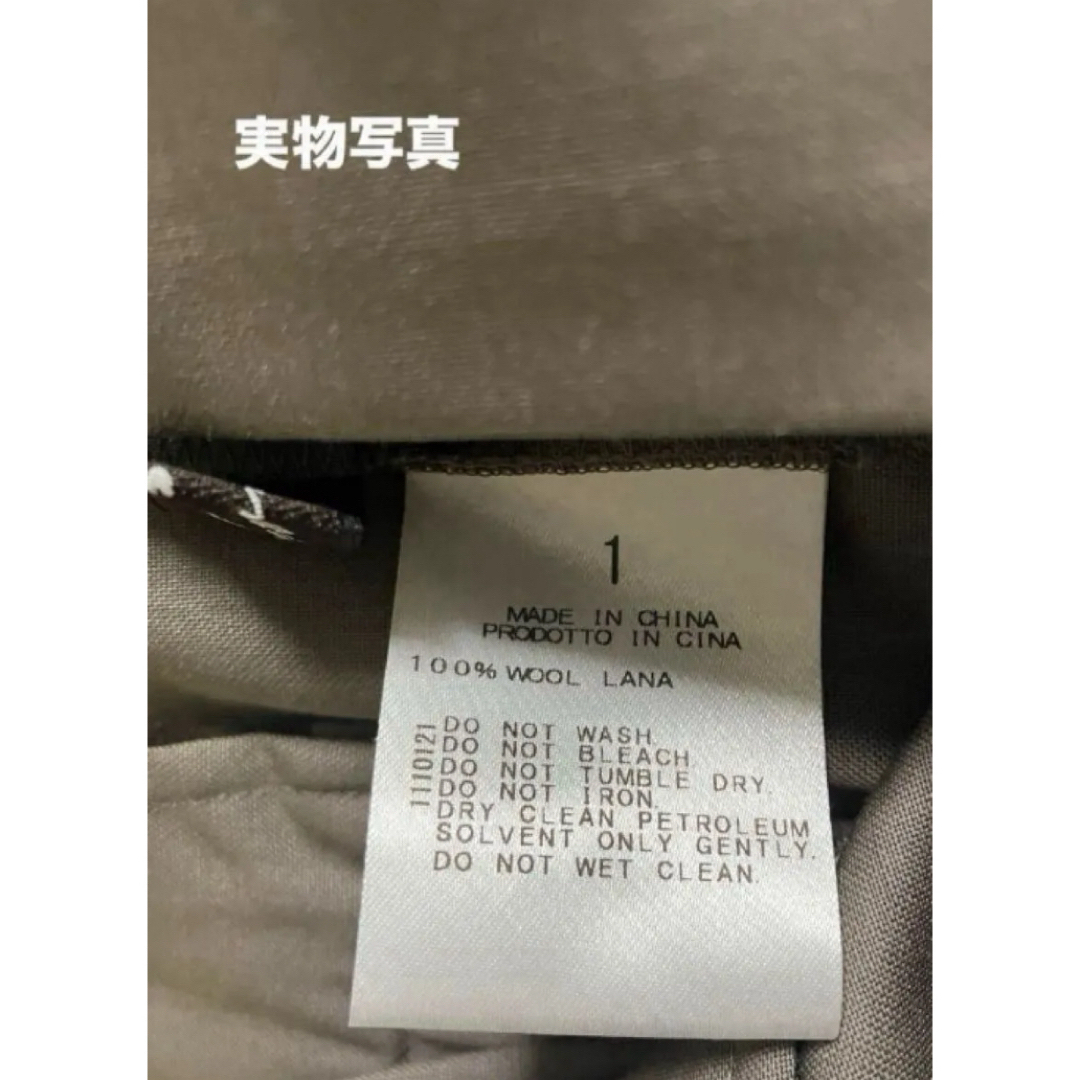 実物写真
1
MADE IN CHINA
PRODOTTO IN CINA
100% WOOL LANA
1110121
DO NOT WASH.
DO NOT BLEACH
DO NOT TUMBLE DRY.
DO NOT IRON.
DRY CLEAN PETROLEUM
SOLVENT ONLY GENTLY.
DO NOT WET CLEAN.